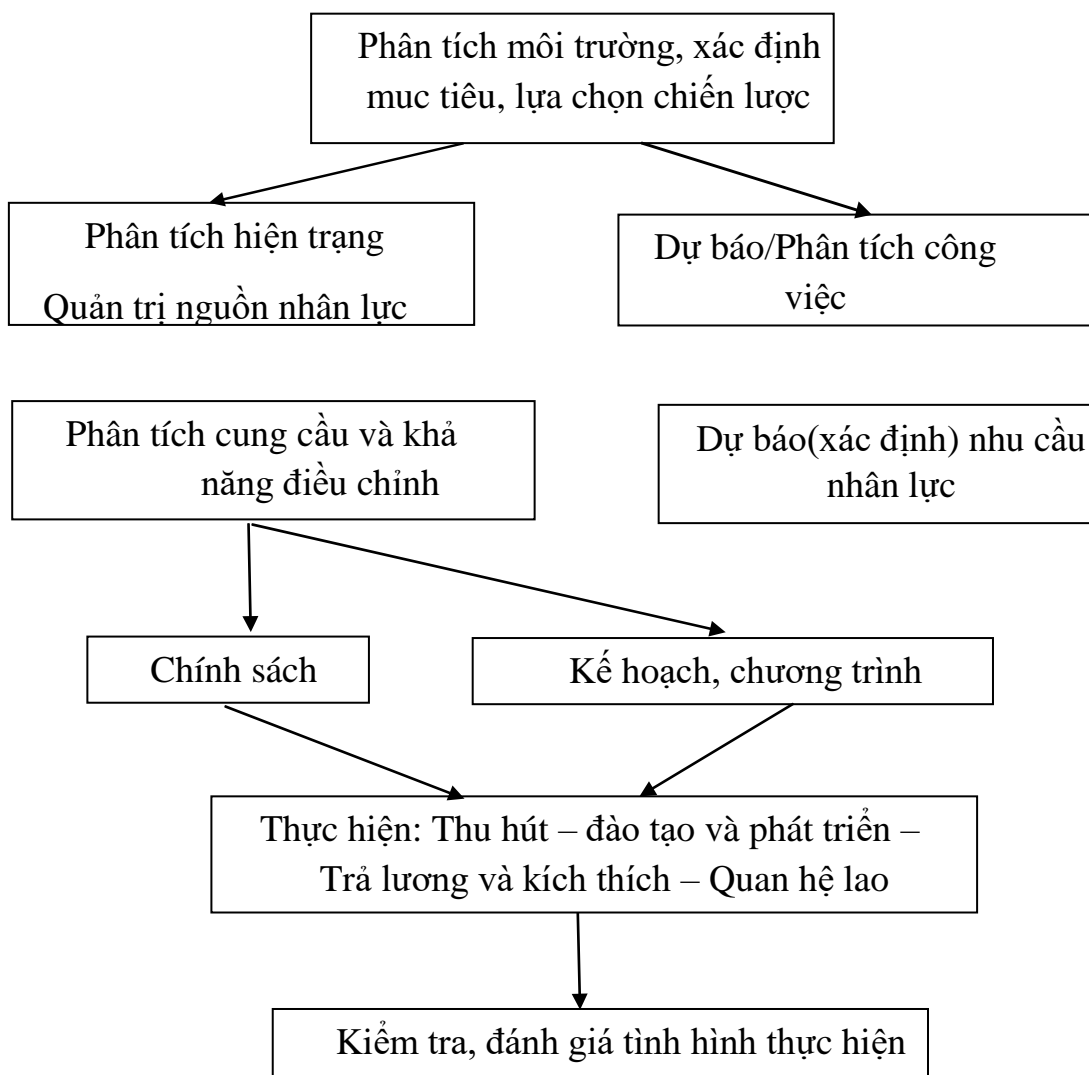 Phân tích môi trường, xác định
muc tiêu, lựa chọn chiến lược
Phân tích hiện trạng
Quản trị nguồn nhân lực
Dự báo/Phân tích công
việc
Phân tích cung cầu và khả
năng điều chỉnh
Dự báo(xác định) nhu cầu
nhân lực
Chính sách
Kế hoạch, chương trình
Thực hiện: Thu hút – đào tạo và phát triển –
Trả lương và kích thích – Quan hệ lao
Kiểm tra, đánh giá tình hình thực hiện